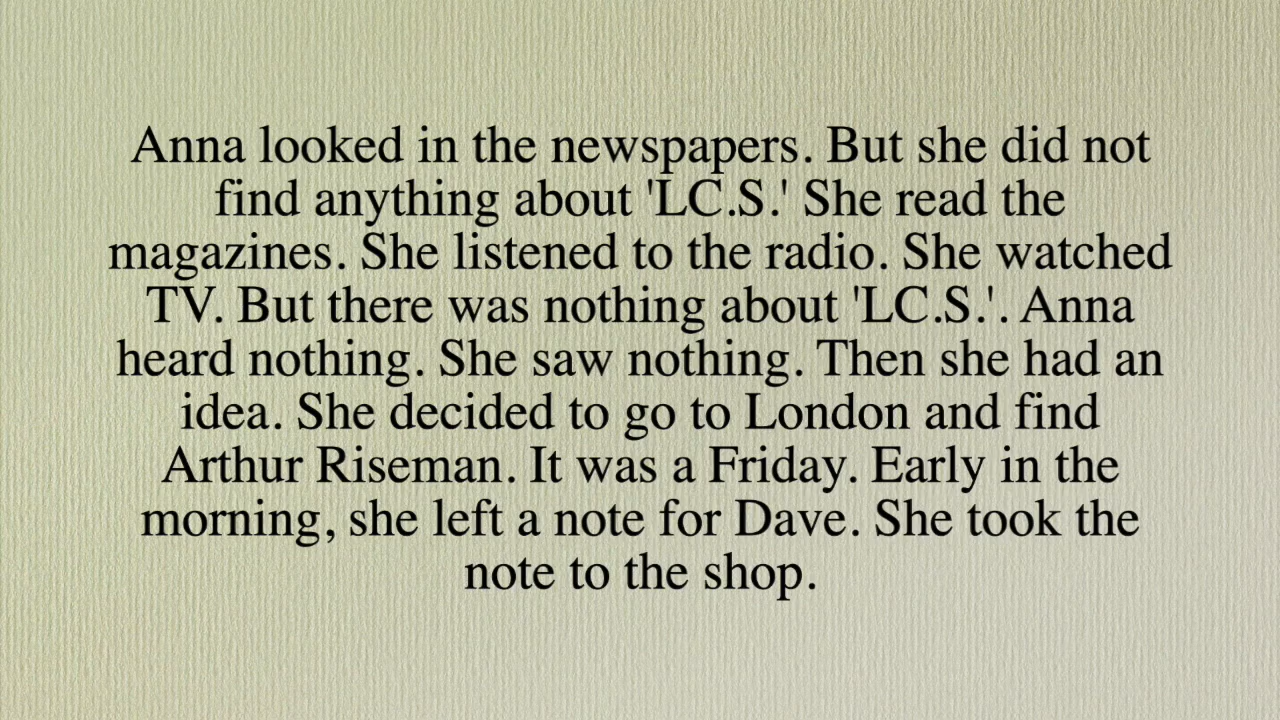 Anna looked in the newspapers. But she did not
find anything about 'LC.S.' She read the
magazines. She listened to the radio. She watched
TV. But there was nothing about 'LC.S.'. Anna
heard nothing. She saw nothing. Then she had an
idea. She decided to go to London and find
Arthur Riseman. It was a Friday. Early in the
morning, she left a note for Dave. She took the
note to the shop.